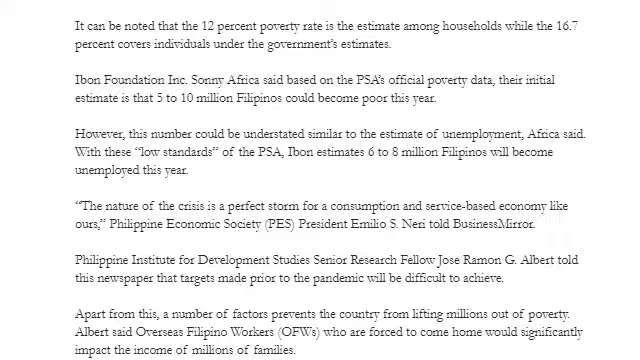 It can be noted that the 12 percent poverty rate is the estimate among households while the 16.7
percent covers individuals under the government's estimates.
Ibon Foundation Inc. Sonny Africa said based on the PSA's official poverty data, their initial
estimate is that 5 to 10 million Filipinos could become poor this year.
However, this number could be understated similar to the estimate of unemployment, Africa said.
With these “low standards” of the PSA, Ibon estimates 6 to 8 million Filipinos will become
unemployed this year.
“The nature of the crisis is a perfect storm for a consumption and service-based economy like
ours,” Philippine Economic Society (PES) President Emilio S. Neri told BusinessMirror.
Philippine Institute for Development Studies Senior Research Fellow Jose Ramon G. Albert told
this newspaper that targets made prior to the pandemic will be difficult to achieve.
Apart from this, a number of factors prevents the country from lifting millions out of poverty.
Albert said Overseas Filipino Workers (OFWs) who are forced to come home would significantly
impact the income of millions of families.